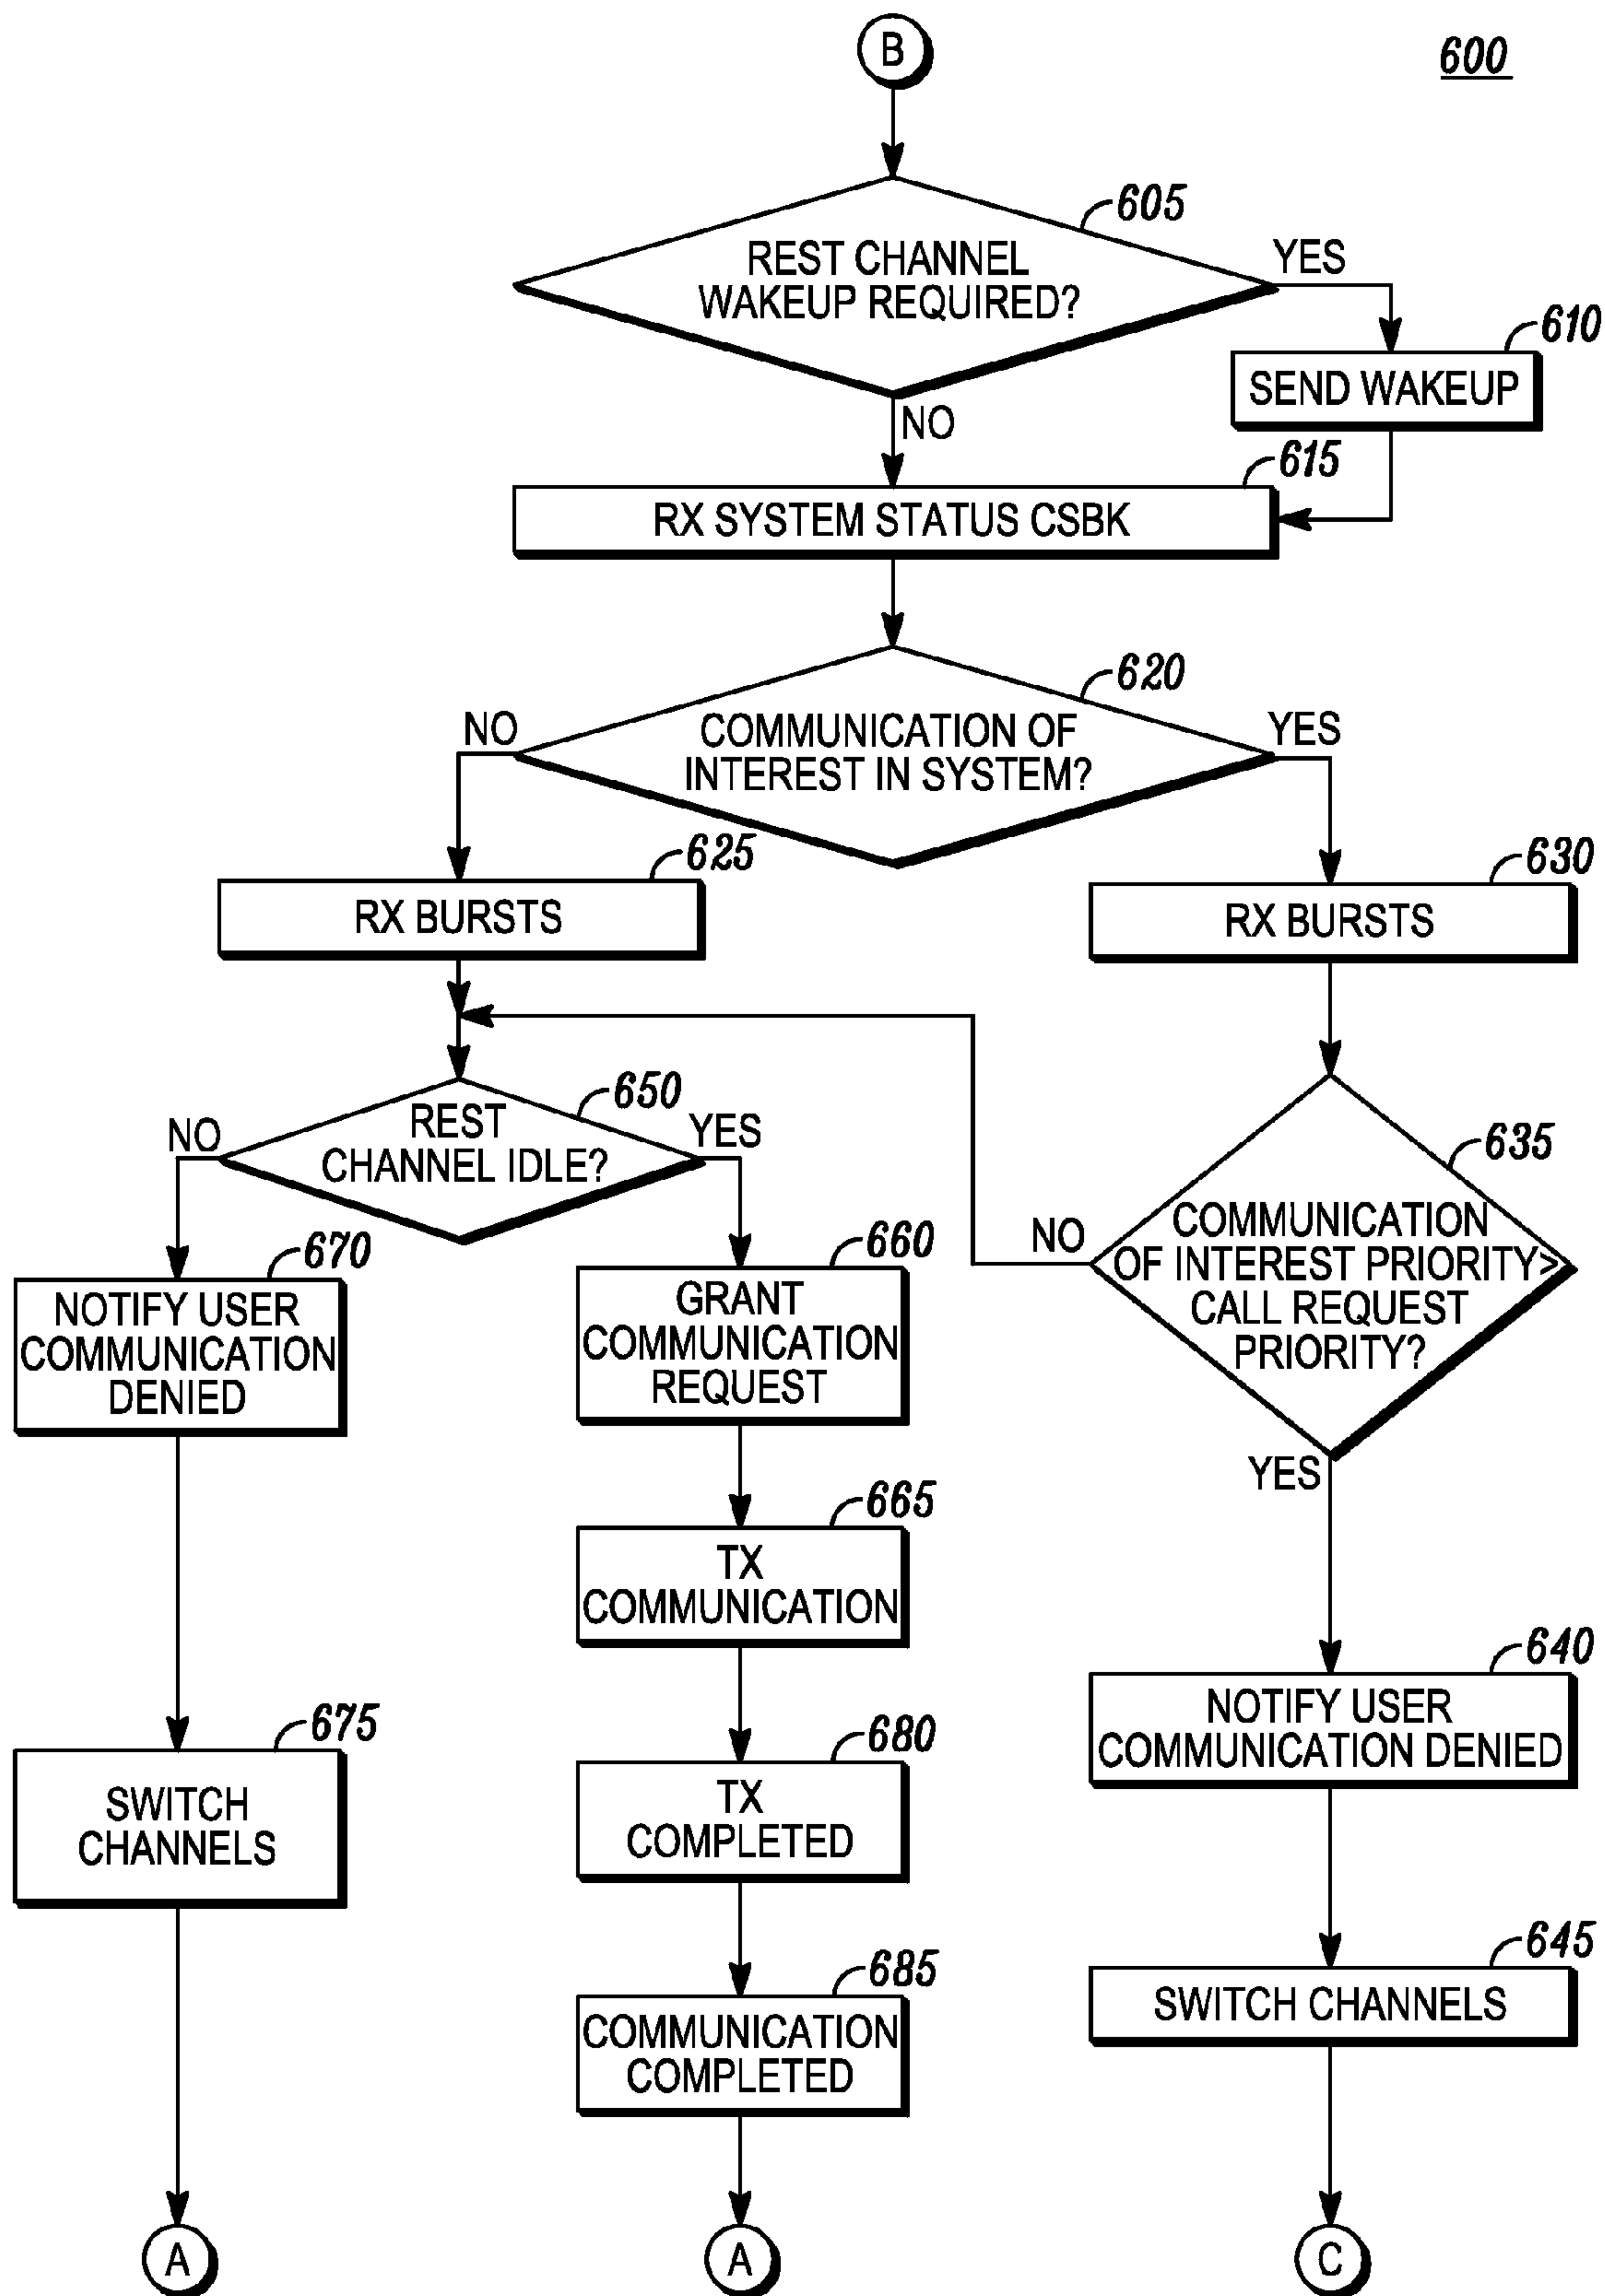 B
600
605
REST CHANNEL
WAKEUP REQUIRED?
YES
610
SEND WAKEUP
NO
615
RX SYSTEM STATUS CSBK
620
COMMUNICATION OF
INTEREST IN SYSTEM?
NO
YES
625
RX BURSTS
630
RX BURSTS
650
REST
CHANNEL IDLE?
NO
YES
635
COMMUNICATION
OF INTEREST PRIORITY>
CALL REQUEST
PRIORITY?
NO
YES
670
NOTIFY USER
COMMUNICATION
DENIED
660
GRANT
COMMUNICATION
REQUEST
665
TX
COMMUNICATION
640
NOTIFY USER
COMMUNICATION DENIED
675
SWITCH
CHANNELS
680
TX
COMPLETED
685
COMMUNICATION
COMPLETED
645
SWITCH CHANNELS
A
A
C